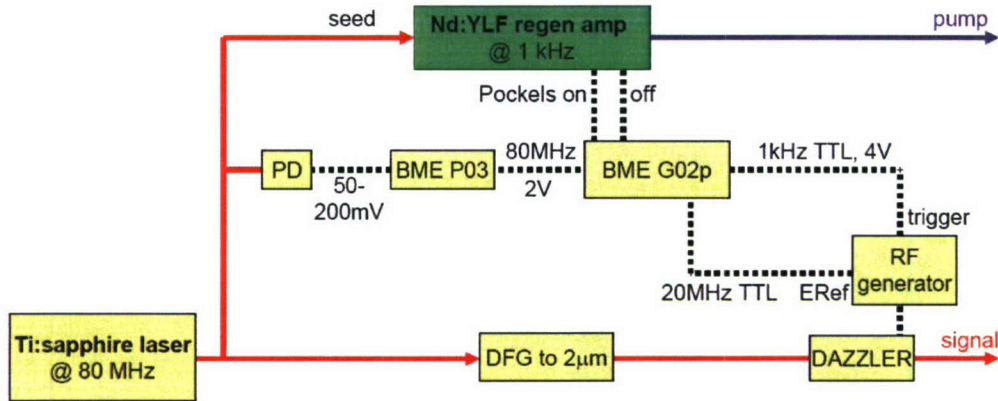 seed
Nd:YLF regen amp
@ 1 kHz
pump
Pockels on
off
PD
50-
200mV
BME P03
80MHz
2V
BME G02p
1kHz TTL, 4V
trigger
RF
generator
20MHz TTL
ERef
Ti:sapphire laser
@ 80 MHz
DFG to 2μm
DAZZLER
signal